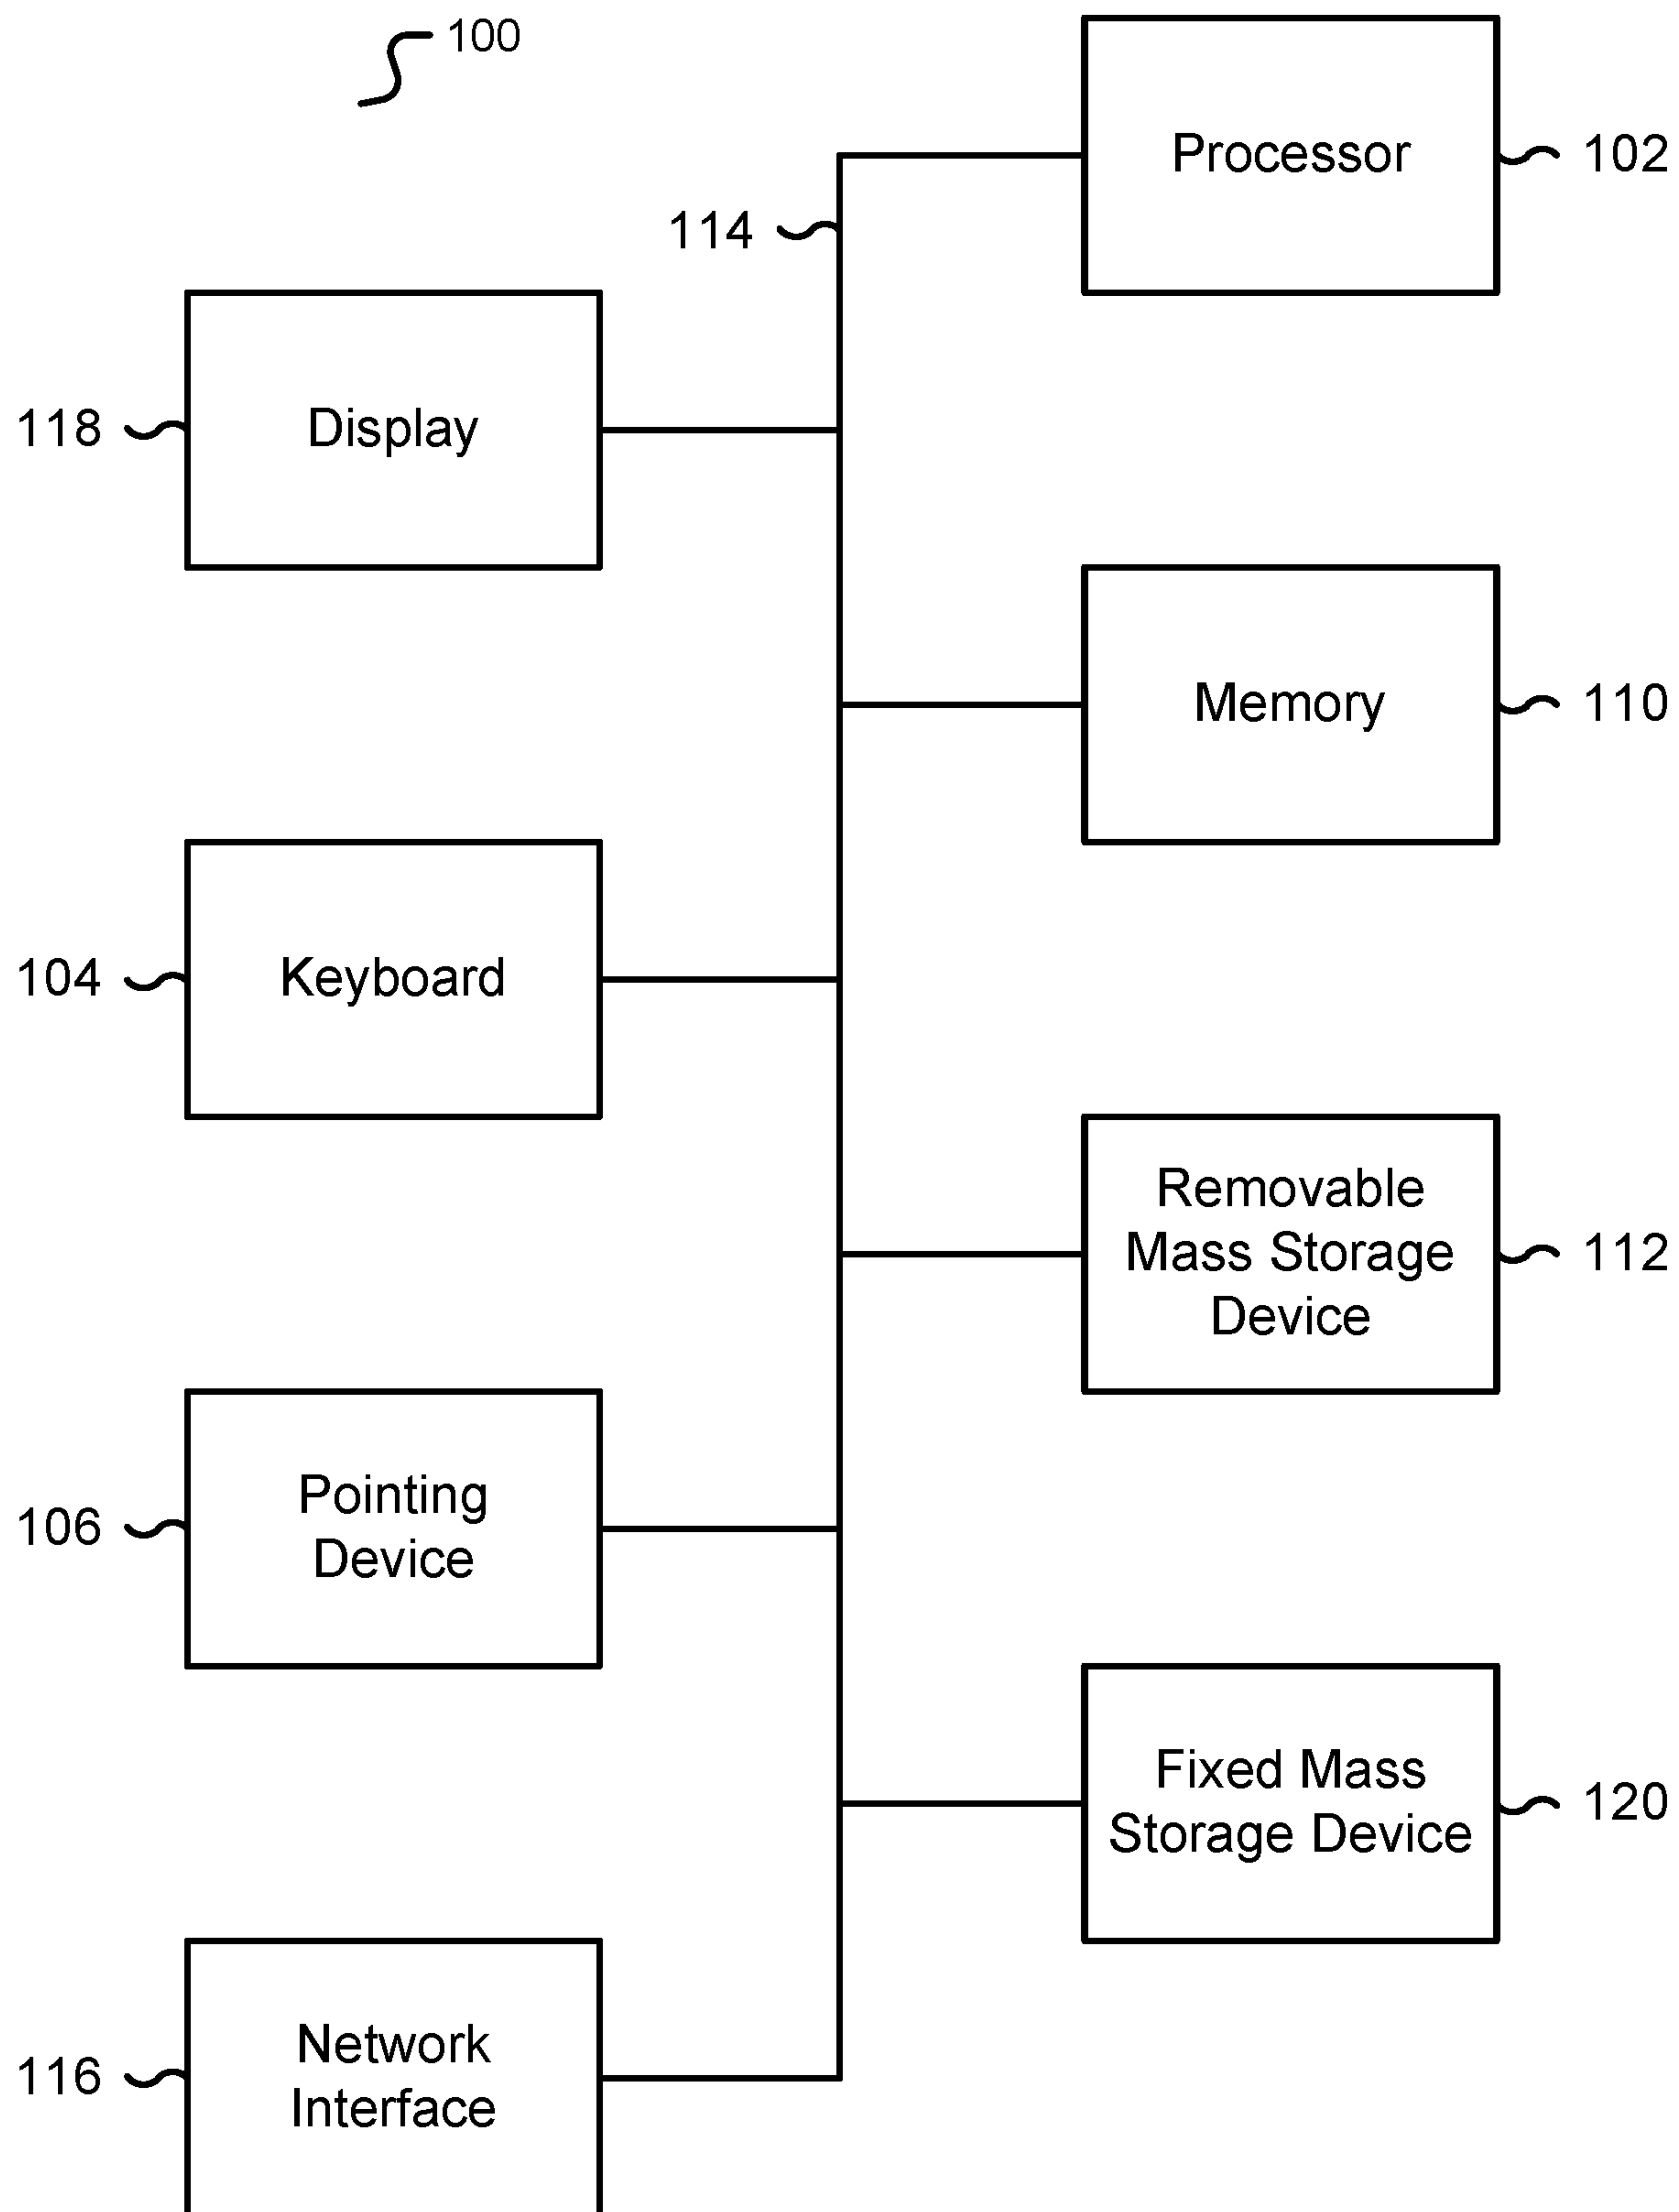 100
Processor
102
114
118
Display
Memory
110
104
Keyboard
Removable
Mass Storage
Device
112
106
Pointing
Device
Fixed Mass
Storage Device
120
116
Network
Interface